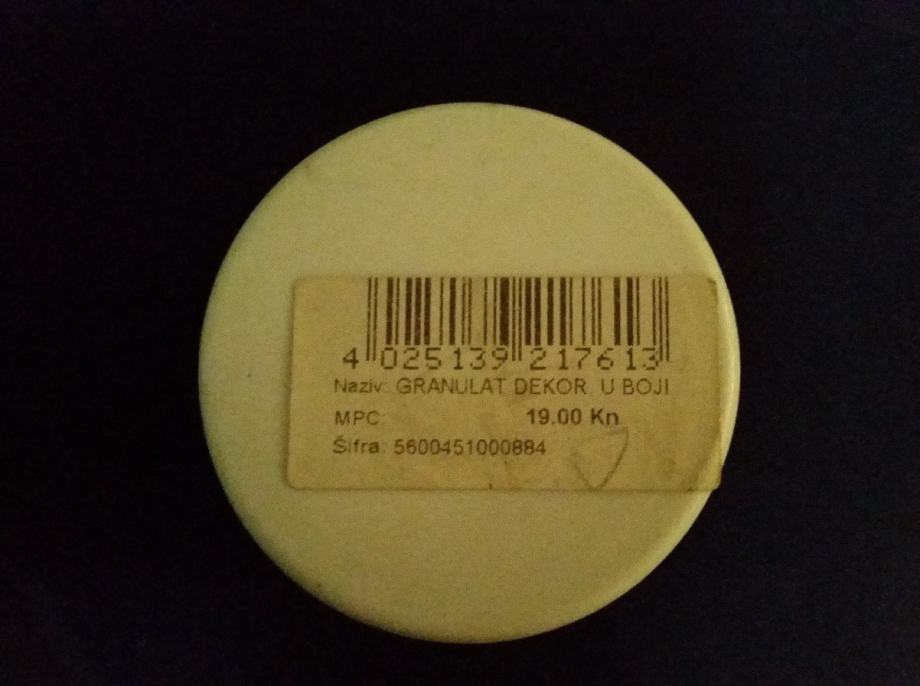 4 025139 217613
Naziv: GRANULAT DEKOR. U BOJI
MPC: 19.00 Kn
Šifra: 5600451000884